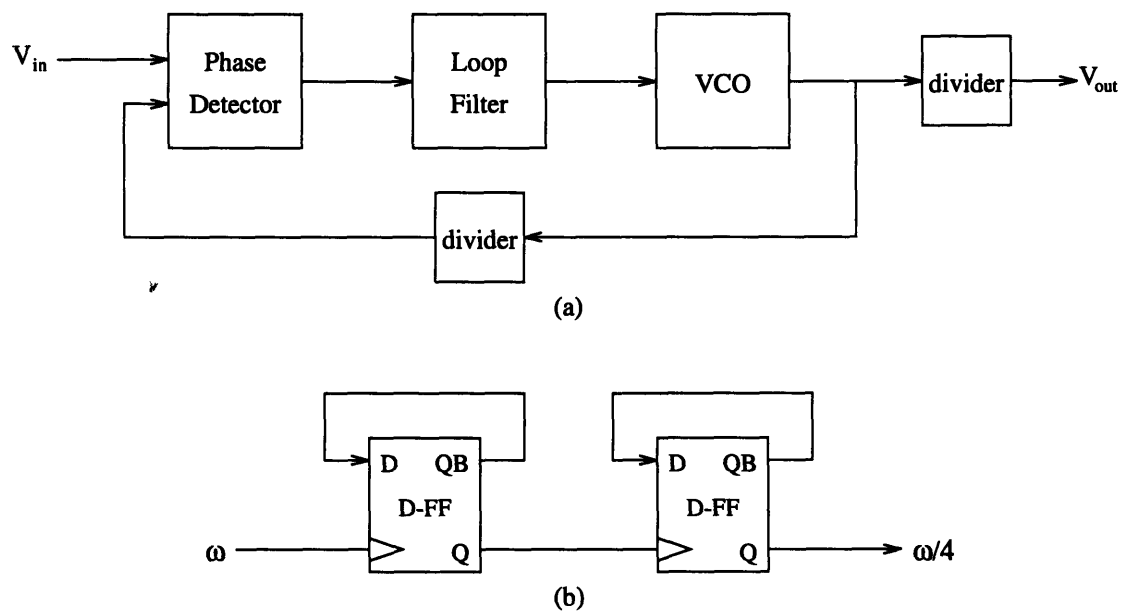 V_in
Phase
Detector
Loop
Filter
VCO
divider
V_out
divider
(a)
D QB
D-FF
Q
D QB
D-FF
Q
ω
ω/4
(b)